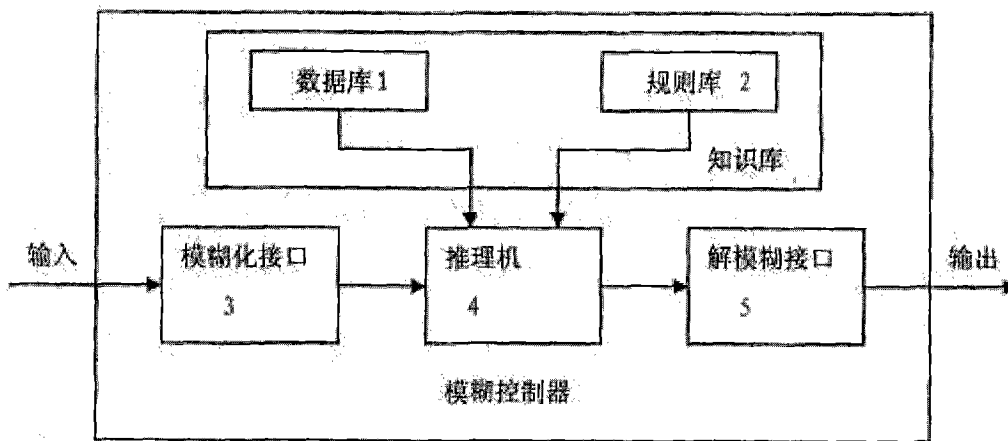 数据库1
规则库 2
知识库
输入
模糊化接口
3
推理机
4
解模糊接口
5
输出
模糊控制器